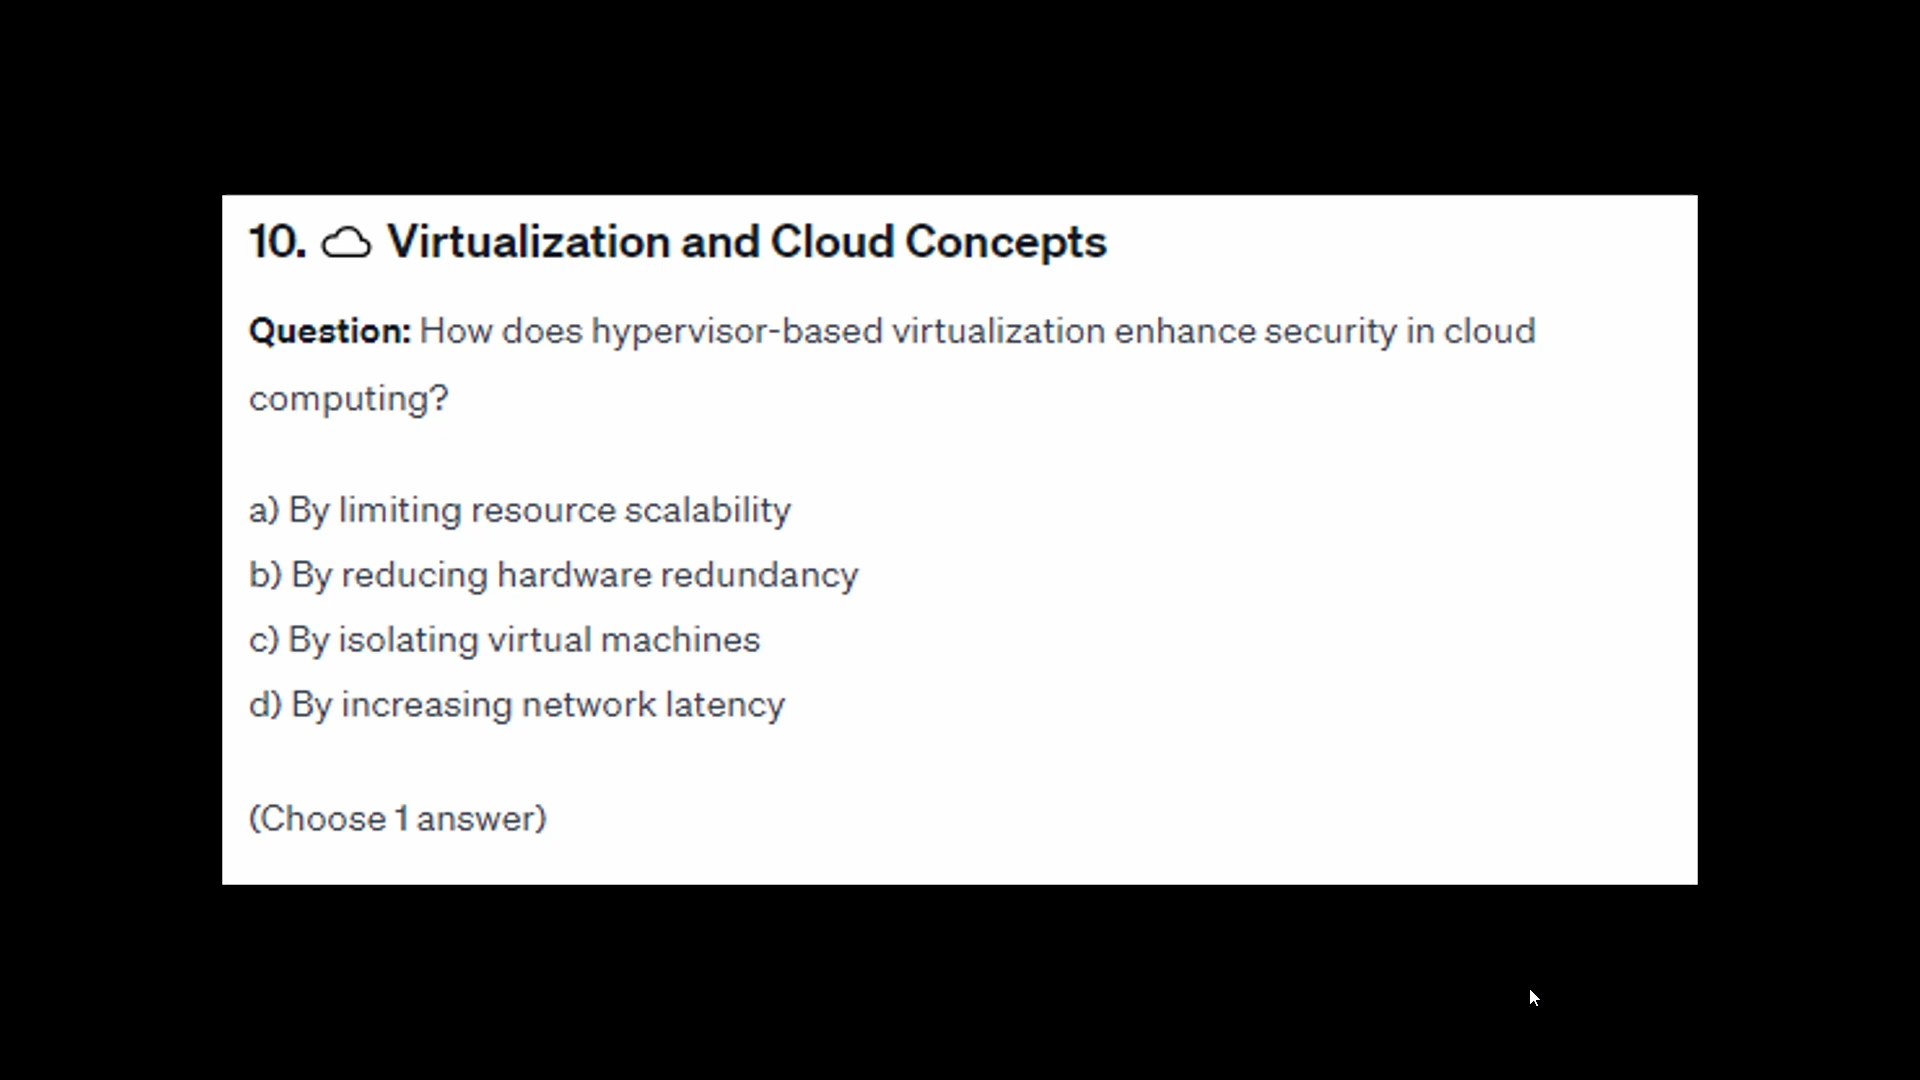 10. Virtualization and Cloud Concepts
Question: How does hypervisor-based virtualization enhance security in cloud
computing?
a) By limiting resource scalability
b) By reducing hardware redundancy
c) By isolating virtual machines
d) By increasing network latency
(Choose 1 answer)